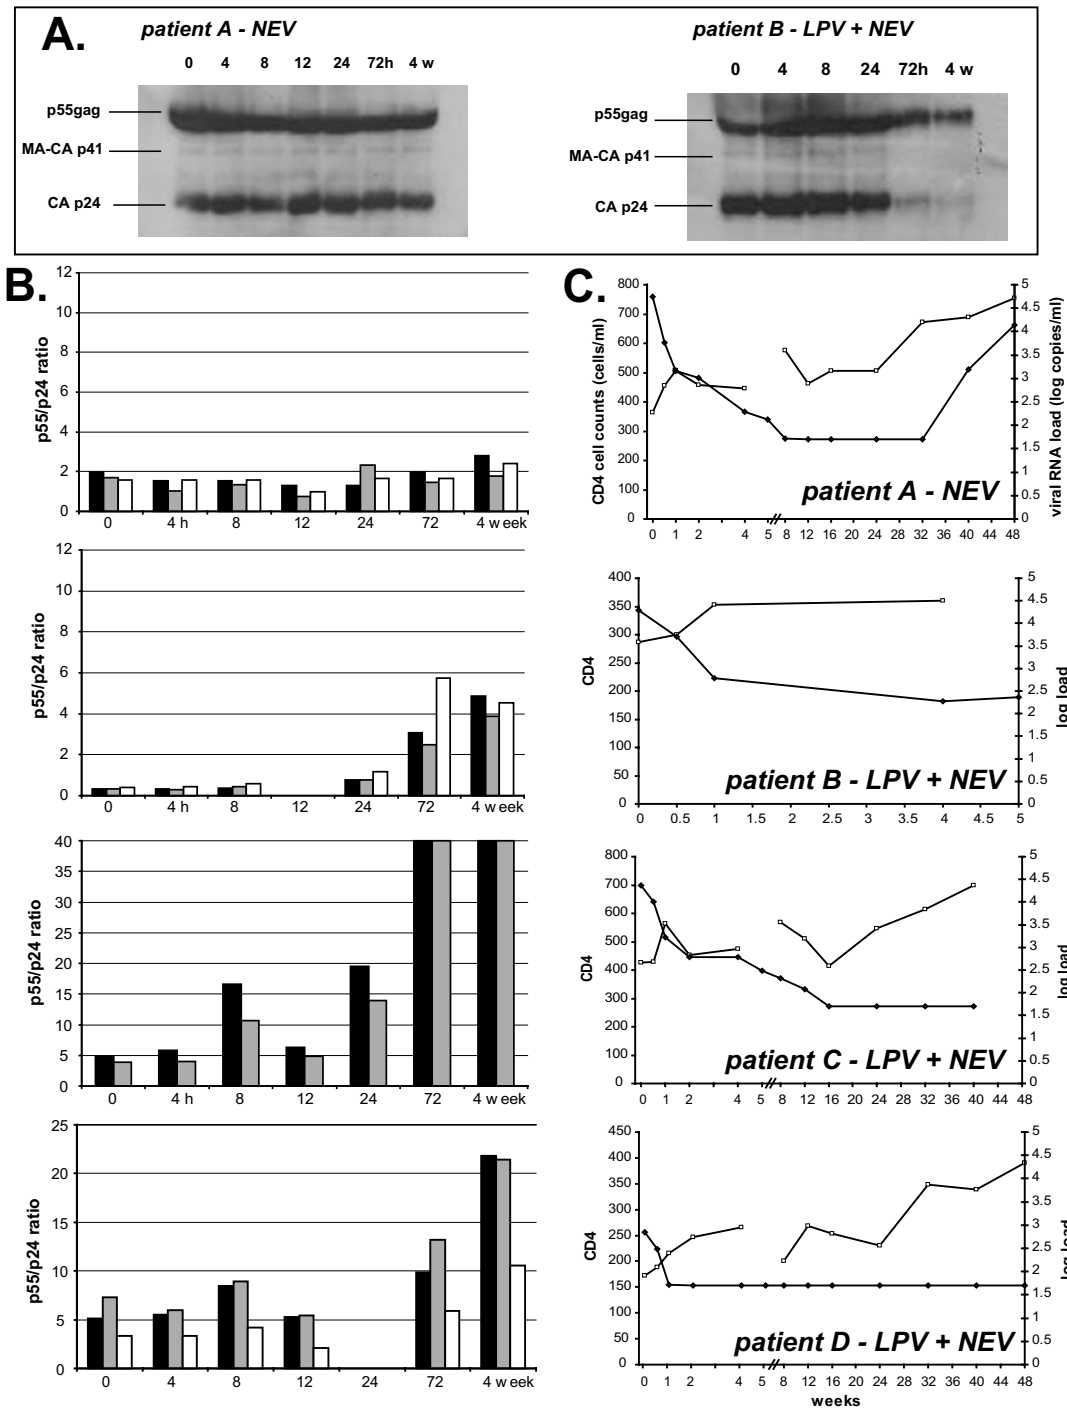 A.
patient A - NEV
0 4 8 12 24 72h 4 w
p55gag
MA-CA p41
CA p24
patient B - LPV + NEV
0 4 8 24 72h 4 w
p55gag
MA-CA p41
CA p24
B.
12
10
8
6
4
2
0
p55/p24 ratio
0 4 h 8 12 24 72 4 week
12
10
8
6
4
2
0
p55/p24 ratio
0 4 h 8 12 24 72 4 week
40
35
30
25
20
15
10
5
0
p55/p24 ratio
0 4 h 8 12 24 72 4 week
25
20
15
10
5
0
p55/p24 ratio
0 4 8 12 24 72 4 week
C.
800
700
600
500
400
300
200
100
0
CD4 cell counts (cells/ml)
5
4.5
4
3.5
3
2.5
2
1.5
1
0.5
0
viral RNA load (log copies/ml)
patient A - NEV
0 1 2 4 5 8 12 16 20 24 28 32 36 40 44 48
400
350
300
250
200
150
100
50
0
CD4
5
4.5
4
3.5
3
2.5
2
1.5
1
0.5
0
log load
patient B - LPV + NEV
0 0.5 1 1.5 2 2.5 3 3.5 4 4.5 5
800
700
600
500
400
300
200
100
0
CD4
5
4.5
4
3.5
3
2.5
2
1.5
1
0.5
0
log load
patient C - LPV + NEV
0 1 2 4 5 8 12 16 20 24 28 32 36 40 44 48
450
400
350
300
250
200
150
100
50
0
CD4
5
4.5
4
3.5
3
2.5
2
1.5
1
0.5
0
log load
patient D - LPV + NEV
0 1 2 4 5 8 12 16 20 24 28 32 36 40 44 48
weeks